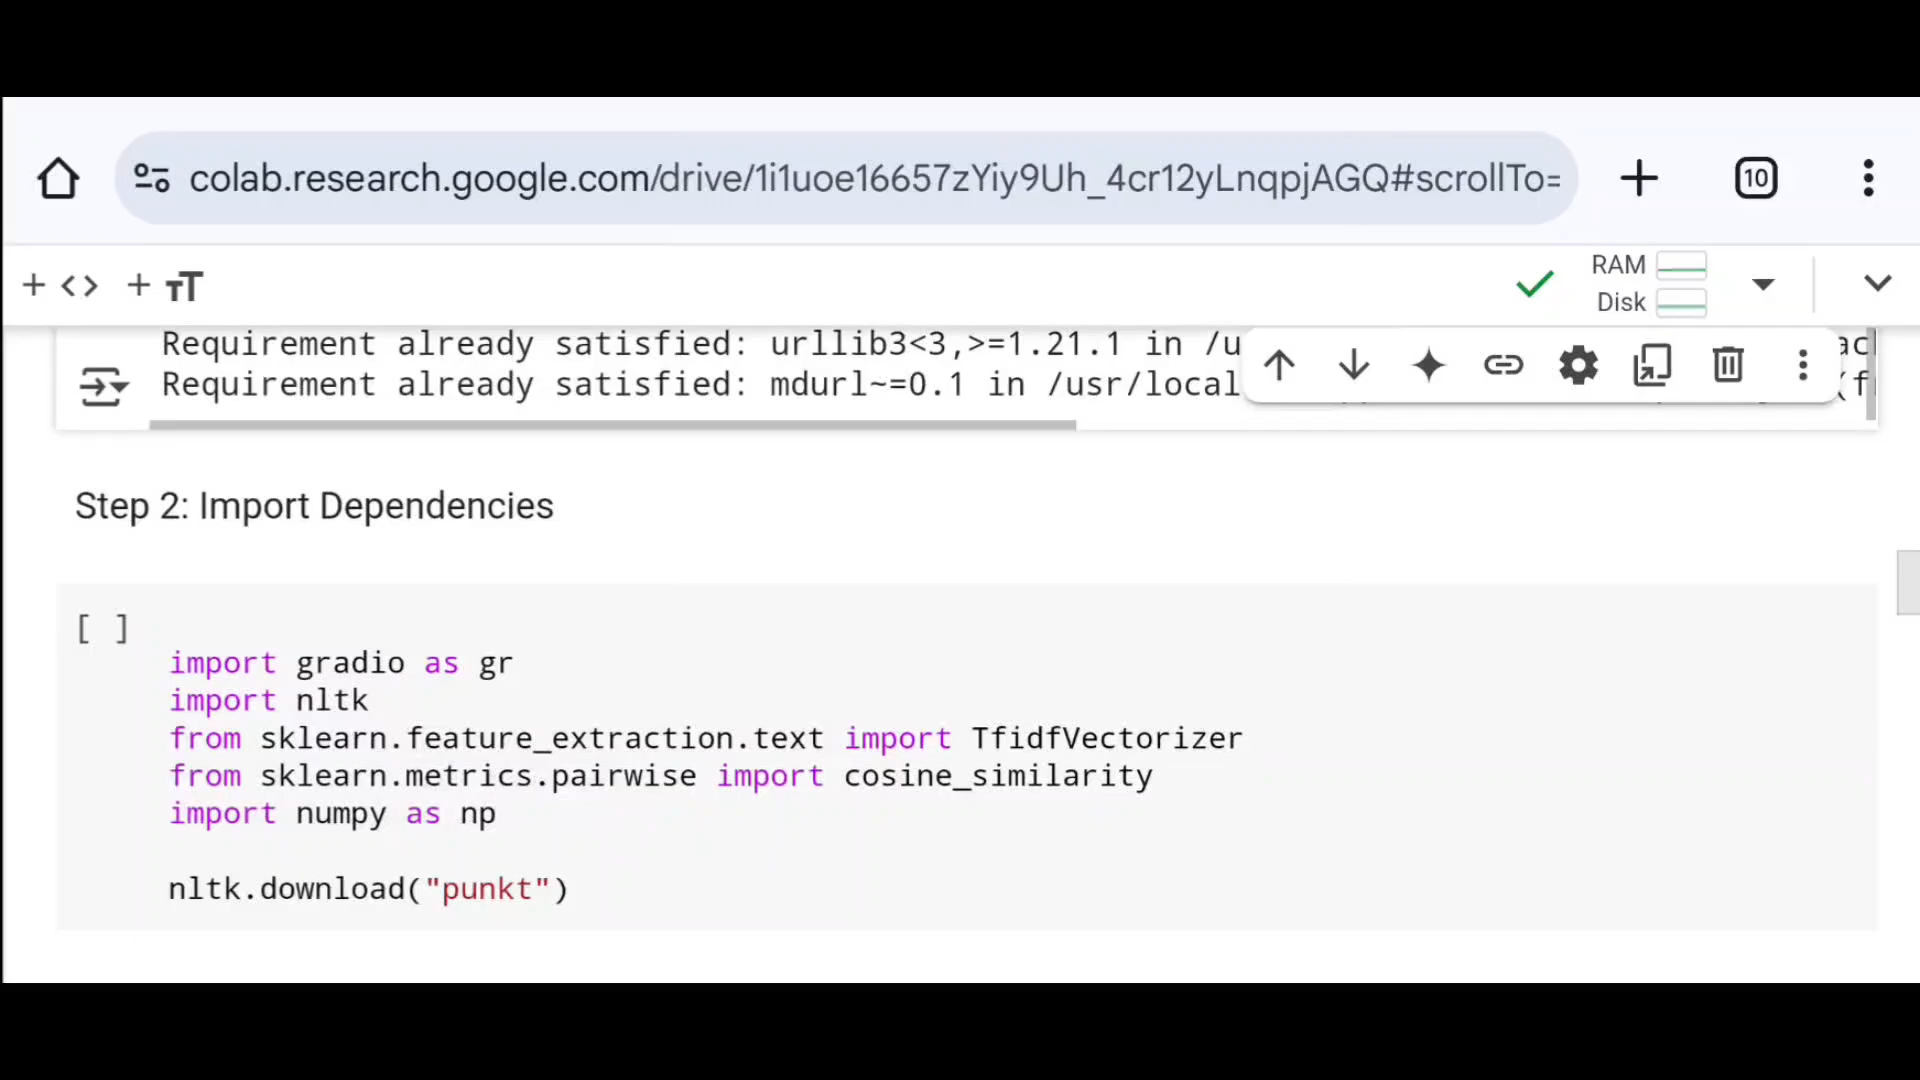 colab.research.google.com/drive/1i1uoe16657zYiy9Uh_4cr12yLnqpjAGQ#scrollTo=
10
+ <> + TT
RAM
Disk
Requirement already satisfied: urllib3<3,>=1.21.1 in /u
Requirement already satisfied: mdurl~=0.1 in /usr/local
Step 2: Import Dependencies
[ ]
import gradio as gr
import nltk
from sklearn.feature_extraction.text import TfidfVectorizer
from sklearn.metrics.pairwise import cosine_similarity
import numpy as np
nltk.download("punkt")